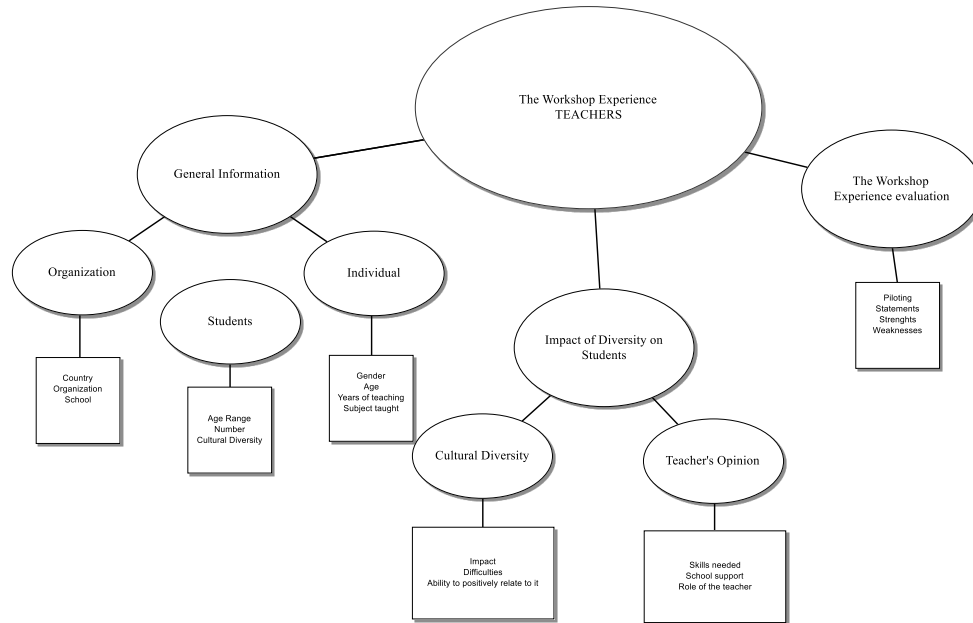 The Workshop Experience
TEACHERS
General Information
The Workshop
Experience evaluation
Organization
Individual
Students
Impact of Diversity on
Students
Piloting
Statements
Strenghts
Weaknesses
Country
Organization
School
Age Range
Number
Cultural Diversity
Gender
Age
Years of teaching
Subject taught
Cultural Diversity
Teacher's Opinion
Impact
Difficulties
Ability to positively relate to it
Skills needed
School support
Role of the teacher